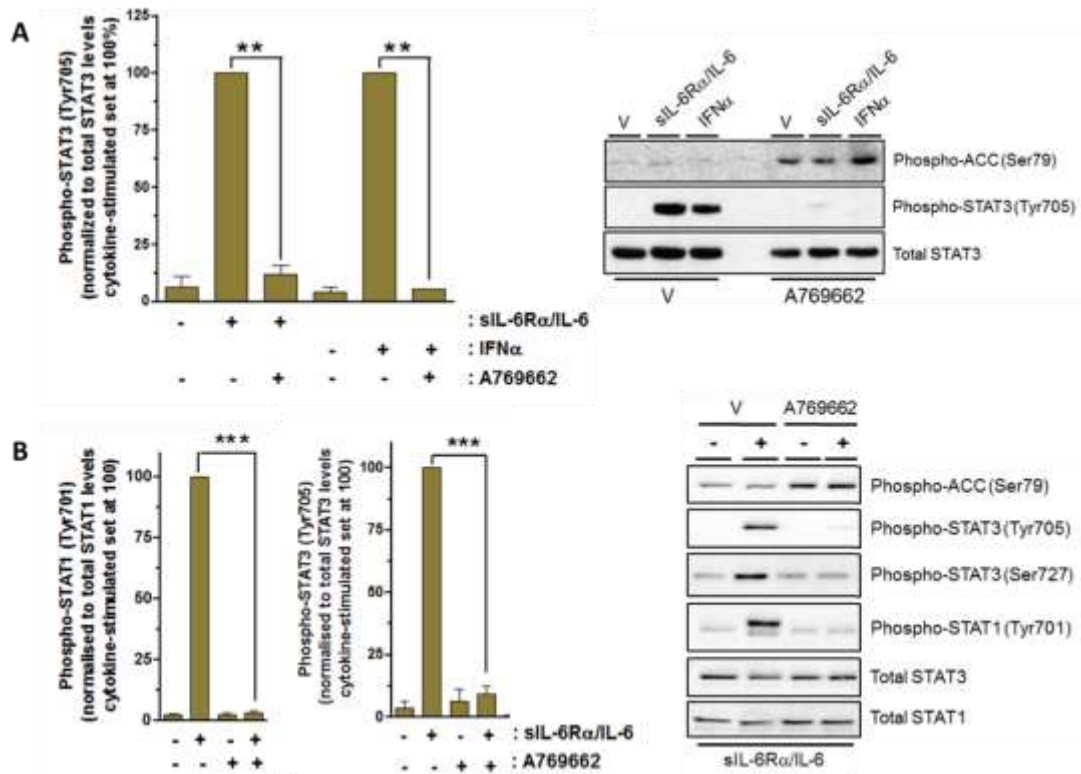 A
Phospho-STAT3 (Tyr705)
(normalized to total STAT3 levels
cytokine-stimulated set at 100%)
125
100
75
50
25
0
** **
- + + : sIL-6Rα/IL-6
- + + : IFNα
- - + - - + : A769662
V sIL-6Rα/IL-6 IFNα V sIL-6Rα/IL-6 IFNα
Phospho-ACC(Ser79)
Phospho-STAT3(Tyr705)
Total STAT3
V A769662
B
Phospho-STAT1 (Tyr701)
(normalised to total STAT1 levels
cytokine-stimulated set at 100)
100
75
50
25
0
***
- + - +
- - + +
Phospho-STAT3 (Tyr705)
(normalised to total STAT3 levels
cytokine-stimulated set at 100)
100
75
50
25
0
***
- + - + : sIL-6Rα/IL-6
- - + + : A769662
V A769662
- + - +
Phospho-ACC(Ser79)
Phospho-STAT3(Tyr705)
Phospho-STAT3(Ser727)
Phospho-STAT1(Tyr701)
Total STAT3
Total STAT1
sIL-6Rα/IL-6